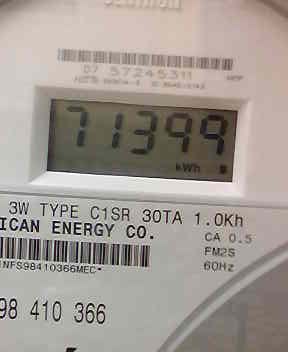 07 57245311
71399
kWh
3W TYPE C1SR 30TA 1.0Kh
ICAN ENERGY CO.
CA 0.5
FM2S
60Hz
NFS98410366MEC*
98 410 366